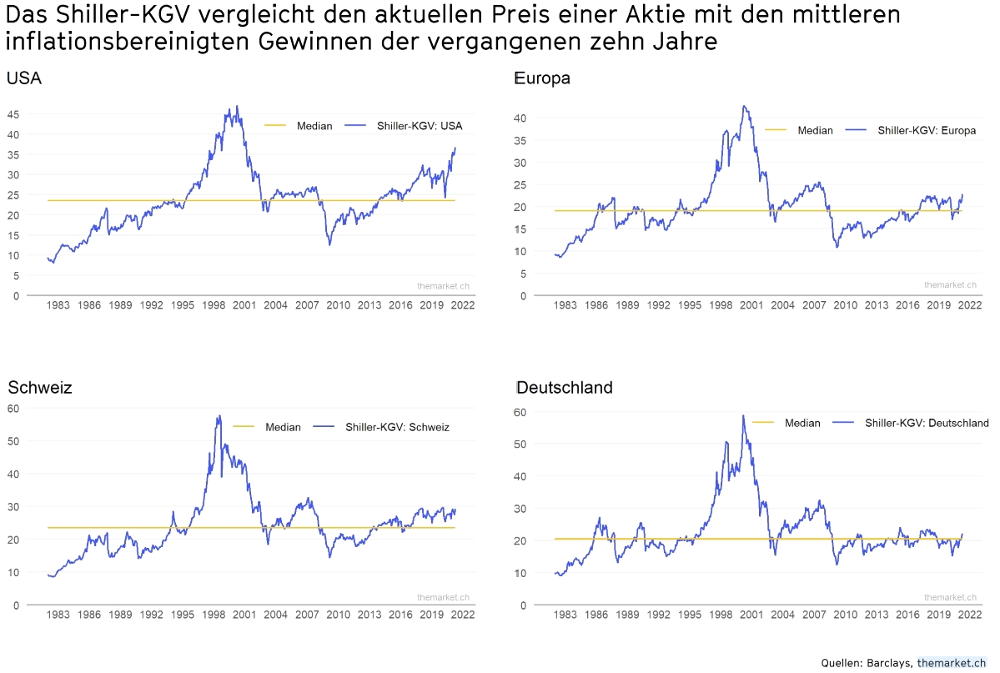 Das Shiller-KGV vergleicht den aktuellen Preis einer Aktie mit den mittleren
inflationsbereinigten Gewinnen der vergangenen zehn Jahre
USA
Median
Shiller-KGV: USA
45
40
35
30
25
20
15
10
5
0
themarket.ch
1983 1986 1989 1992 1995 1998 2001 2004 2007 2010 2013 2016 2019 2022
Europa
Median
Shiller-KGV: Europa
40
35
30
25
20
15
10
5
0
themarket.ch
1983 1986 1989 1992 1995 1998 2001 2004 2007 2010 2013 2016 2019 2022
Schweiz
Median
Shiller-KGV: Schweiz
60
50
40
30
20
10
0
themarket.ch
1983 1986 1989 1992 1995 1998 2001 2004 2007 2010 2013 2016 2019 2022
Deutschland
Median
Shiller-KGV: Deutschland
60
50
40
30
20
10
0
themarket.ch
1983 1986 1989 1992 1995 1998 2001 2004 2007 2010 2013 2016 2019 2022
Quellen: Barclays, themarket.ch